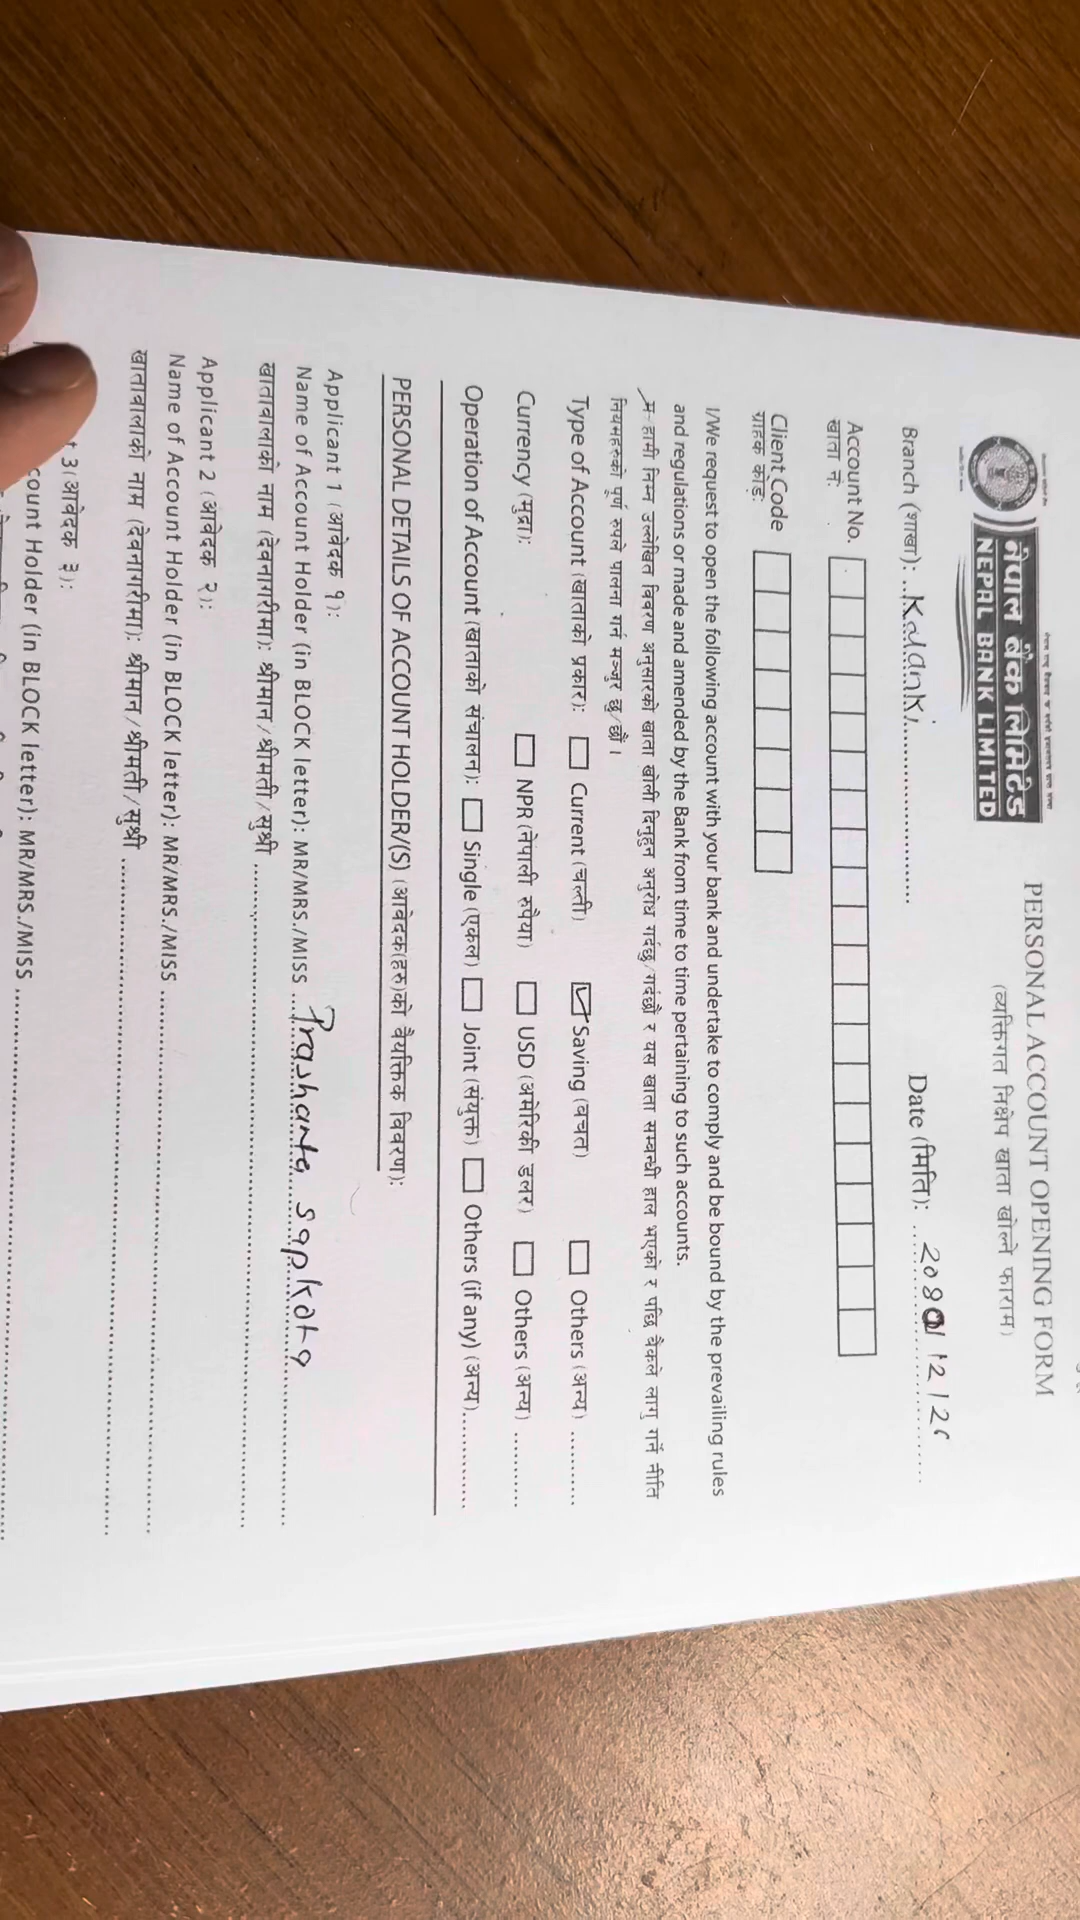 नेपाल बैंक लिमिटेड
NEPAL BANK LIMITED
PERSONAL ACCOUNT OPENING FORM
(व्यक्तिगत निक्षेप खाता खोल्ने फाराम)
Branch (शाखा): ..Kalanki.............................. Date (मिति): 2080/12/26
Account No.
खाता नं.
Client Code
ग्राहक कोड:
I/We request to open the following account with your bank and undertake to comply and be bound by the prevailing rules
and regulations or made and amended by the Bank from time to time pertaining to such accounts.
म-हामी निम्न उल्लेखित विवरण अनुसारको खाता खोली दिनुहुन अनुरोध गर्दछु/गर्दछौं र यस खाता सम्बन्धी हाल भएको र पछि बैंकले लागु गर्ने नीति
नियमहरुको पूर्ण रुपले पालना गर्न मञ्जुर छु/छौं ।
Type of Account (खाताको प्रकार): Current (चल्ती) Saving (बचत) Others (अन्य) .........
Currency (मुद्रा): NPR (नेपाली रुपैया) USD (अमेरिकी डलर) Others (अन्य) .........
Operation of Account (खाताको संचालन): Single (एकल) Joint (संयुक्त) Others (if any) (अन्य)............
PERSONAL DETAILS OF ACCOUNT HOLDER/(S) (आवेदक(हरु)को वैयक्तिक विवरण):
Applicant 1 (आवेदक १):
Name of Account Holder (in BLOCK letter): MR/MRS./MISS ...Prashanta sapkota
खातावालाको नाम (देवनागरीमा): श्रीमान/श्रीमती/सुश्री ............
Applicant 2 (आवेदक २):
Name of Account Holder (in BLOCK letter): MR/MRS./MISS ............
खातावालाको नाम (देवनागरीमा): श्रीमान/श्रीमती/सुश्री ............
t 3(आवेदक ३):
count Holder (in BLOCK letter): MR/MRS./MISS ............